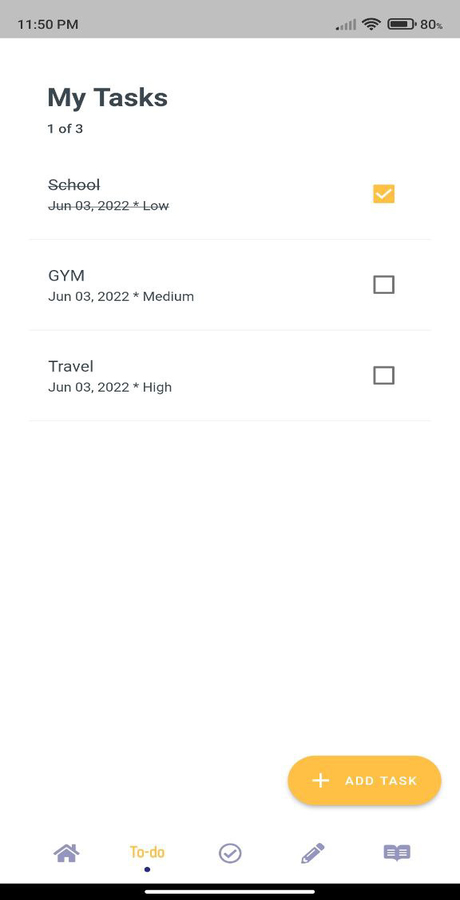 11:50 PM
80%
My Tasks
1 of 3
School
Jun 03, 2022 * Low
GYM
Jun 03, 2022 * Medium
Travel
Jun 03, 2022 * High
ADD TASK
To-do